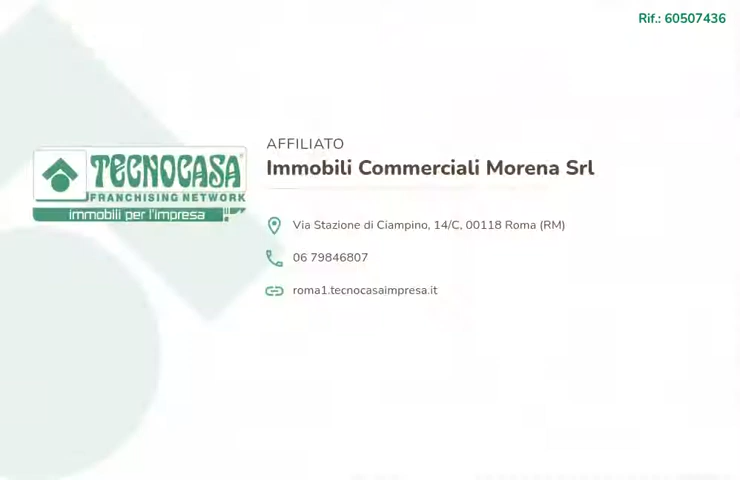 Rif.: 60507436
AFFILIATO
Immobili Commerciali Morena Srl
TECNOCASA
FRANCHISING NETWORK
immobili per l'impresa
Via Stazione di Ciampino, 14/C, 00118 Roma (RM)
06 79846807
roma1.tecnocasaimpresa.it